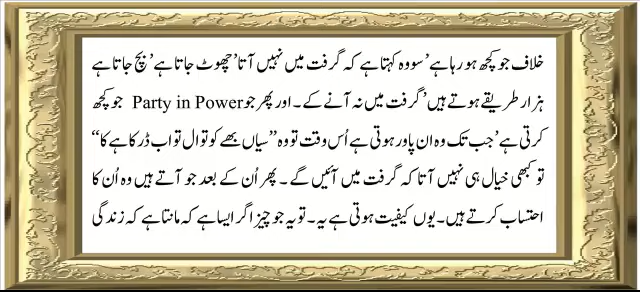 خلاف جو کچھ ہو رہا ہے‘ سو وہ کہتا ہے کہ گرفت میں نہیں آتا‘ چھوٹ جاتا ہے‘ بچ جاتا ہے
ہزار طریقے ہوتے ہیں‘ گرفت میں نہ آنے کے۔ اور پھر جو Party in Power جو کچھ
کرتی ہے‘ جب تک وہ ان پاور ہوتی ہے اُس وقت تو وہ ”سیاں بھے کوتوال تو اب ڈر کاہے کا“
تو کبھی خیال ہی نہیں آتا کہ گرفت میں آئیں گے۔ پھر اُن کے بعد جو آتے ہیں وہ اُن کا
احتساب کرتے ہیں۔ یوں کیفیت ہوتی ہے یہ۔ تو یہ جو چیز اگر ایسا ہے کہ مانتا ہے کہ زندگی